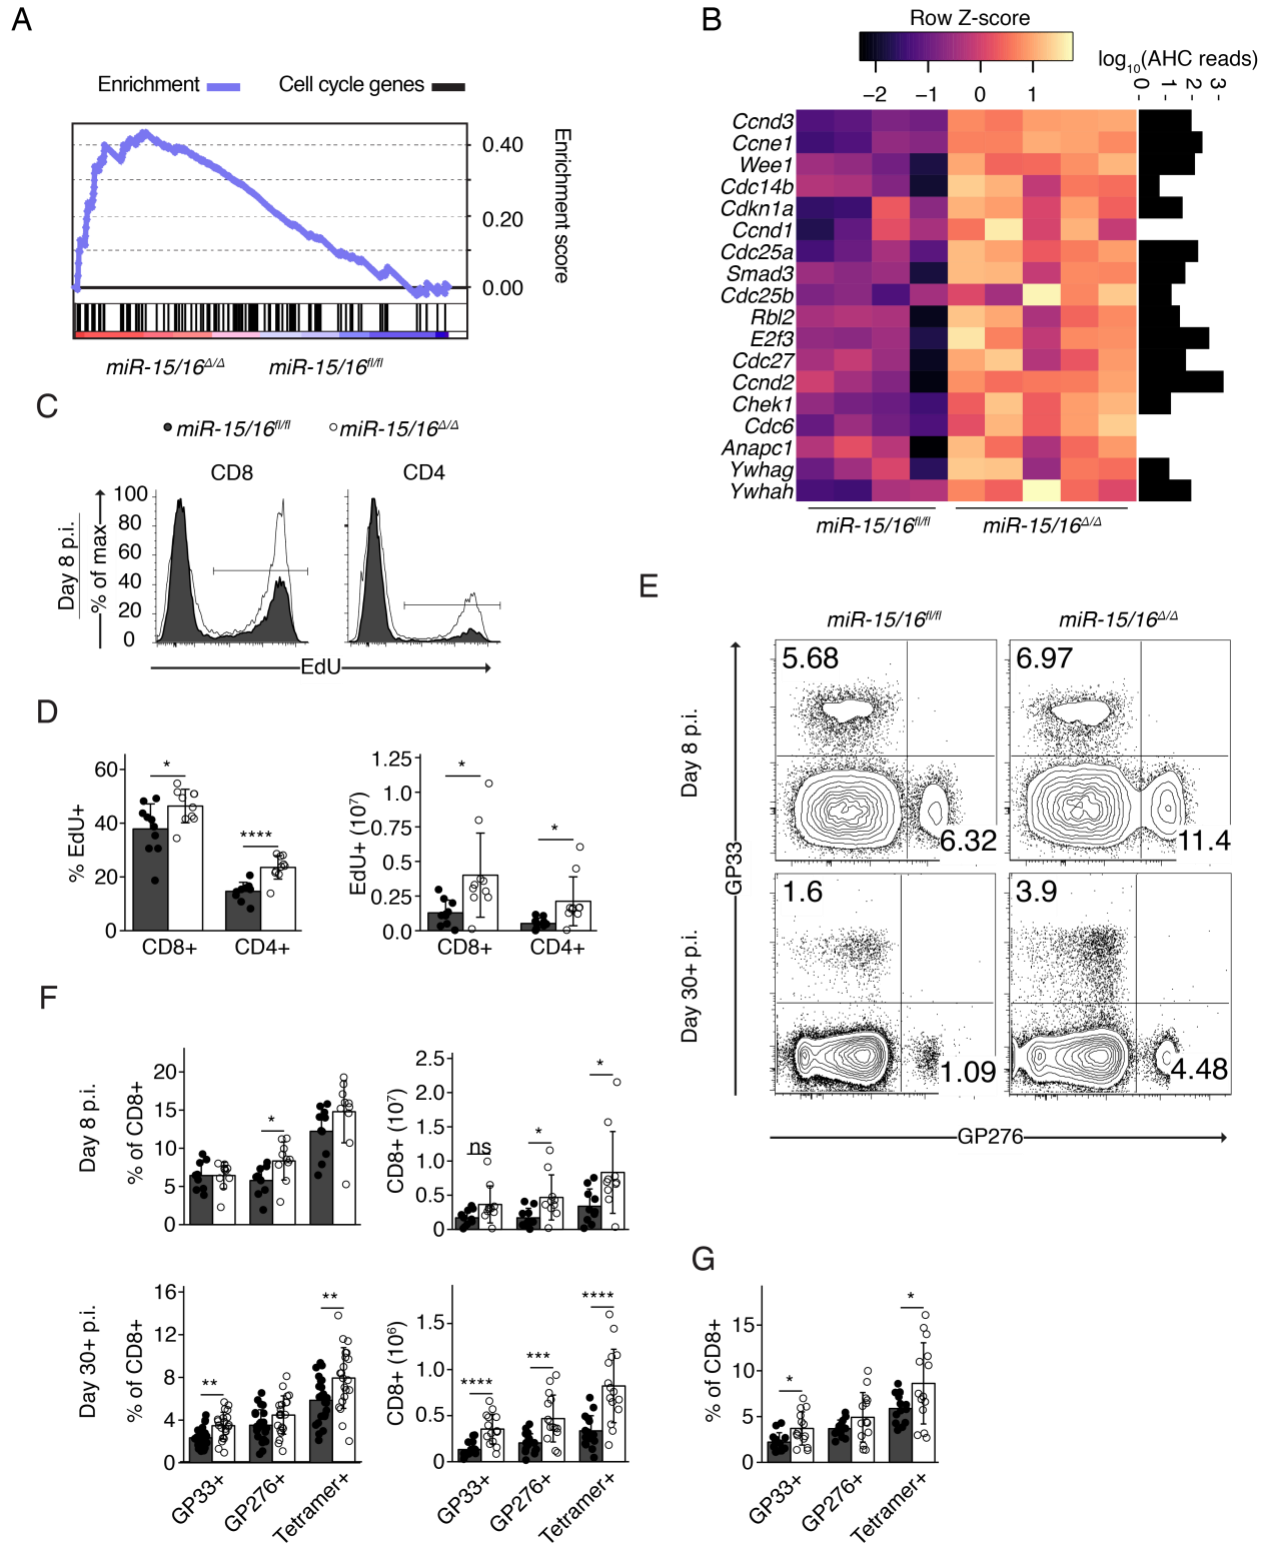 A
Enrichment Cell cycle genes
0.40
0.20
0.00
Enrichment score
miR-15/16Δ/Δ miR-15/16fl/fl
B
Row Z-score
−2 −1 0 1
log10(AHC reads)
0 1 2 3
Ccnd3
Ccne1
Wee1
Cdc14b
Cdkn1a
Ccnd1
Cdc25a
Smad3
Cdc25b
Rbl2
E2f3
Cdc27
Ccnd2
Chek1
Cdc6
Anapc1
Ywhag
Ywhah
miR-15/16fl/fl miR-15/16Δ/Δ
C
miR-15/16fl/fl miR-15/16Δ/Δ
CD8 CD4
Day 8 p.i.
% of max
100
80
60
40
20
0
EdU
D
% EdU+
60
40
20
0
* ****
CD8+ CD4+
EdU+ (10⁷)
1.25
1.0
0.75
0.5
0.25
0.0
* *
CD8+ CD4+
E
miR-15/16fl/fl miR-15/16Δ/Δ
Day 8 p.i.
5.68 6.97
6.32 11.4
GP33
Day 30+ p.i.
1.6 3.9
1.09 4.48
GP276
F
Day 8 p.i.
% of CD8+
20
15
10
5
0
*
CD8+ (10⁷)
2.5
2.0
1.5
1.0
0.5
0
ns * *
Day 30+ p.i.
% of CD8+
16
12
8
4
0
** **
GP33+ GP276+ Tetramer+
CD8+ (10⁶)
1.5
1.0
0.5
0
**** *** ****
GP33+ GP276+ Tetramer+
G
% of CD8+
15
10
5
0
* *
GP33+ GP276+ Tetramer+